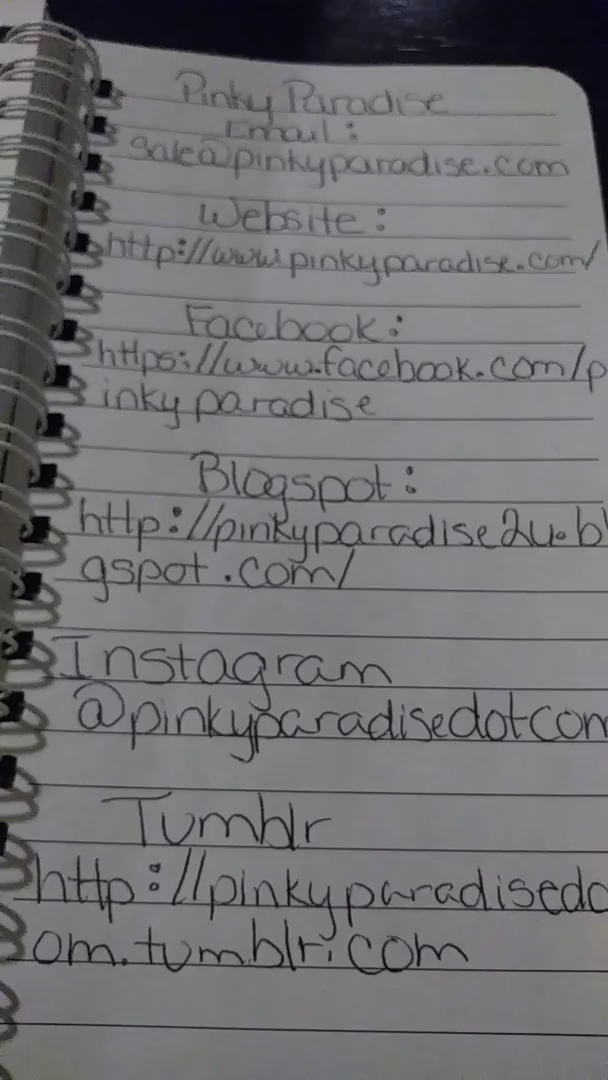 Pinky Paradise
Email:
sale@pinkyparadise.com
Website:
http://www.pinkyparadise.com/
Facebook:
https://www.facebook.com/p
inkyparadise
Blogspot:
http://pinkyparadise2u.bl
gspot.com/
Instagram
@pinkyparadisedotcom
Tumblr
http://pinkyparadisedo
om.tumblr.com